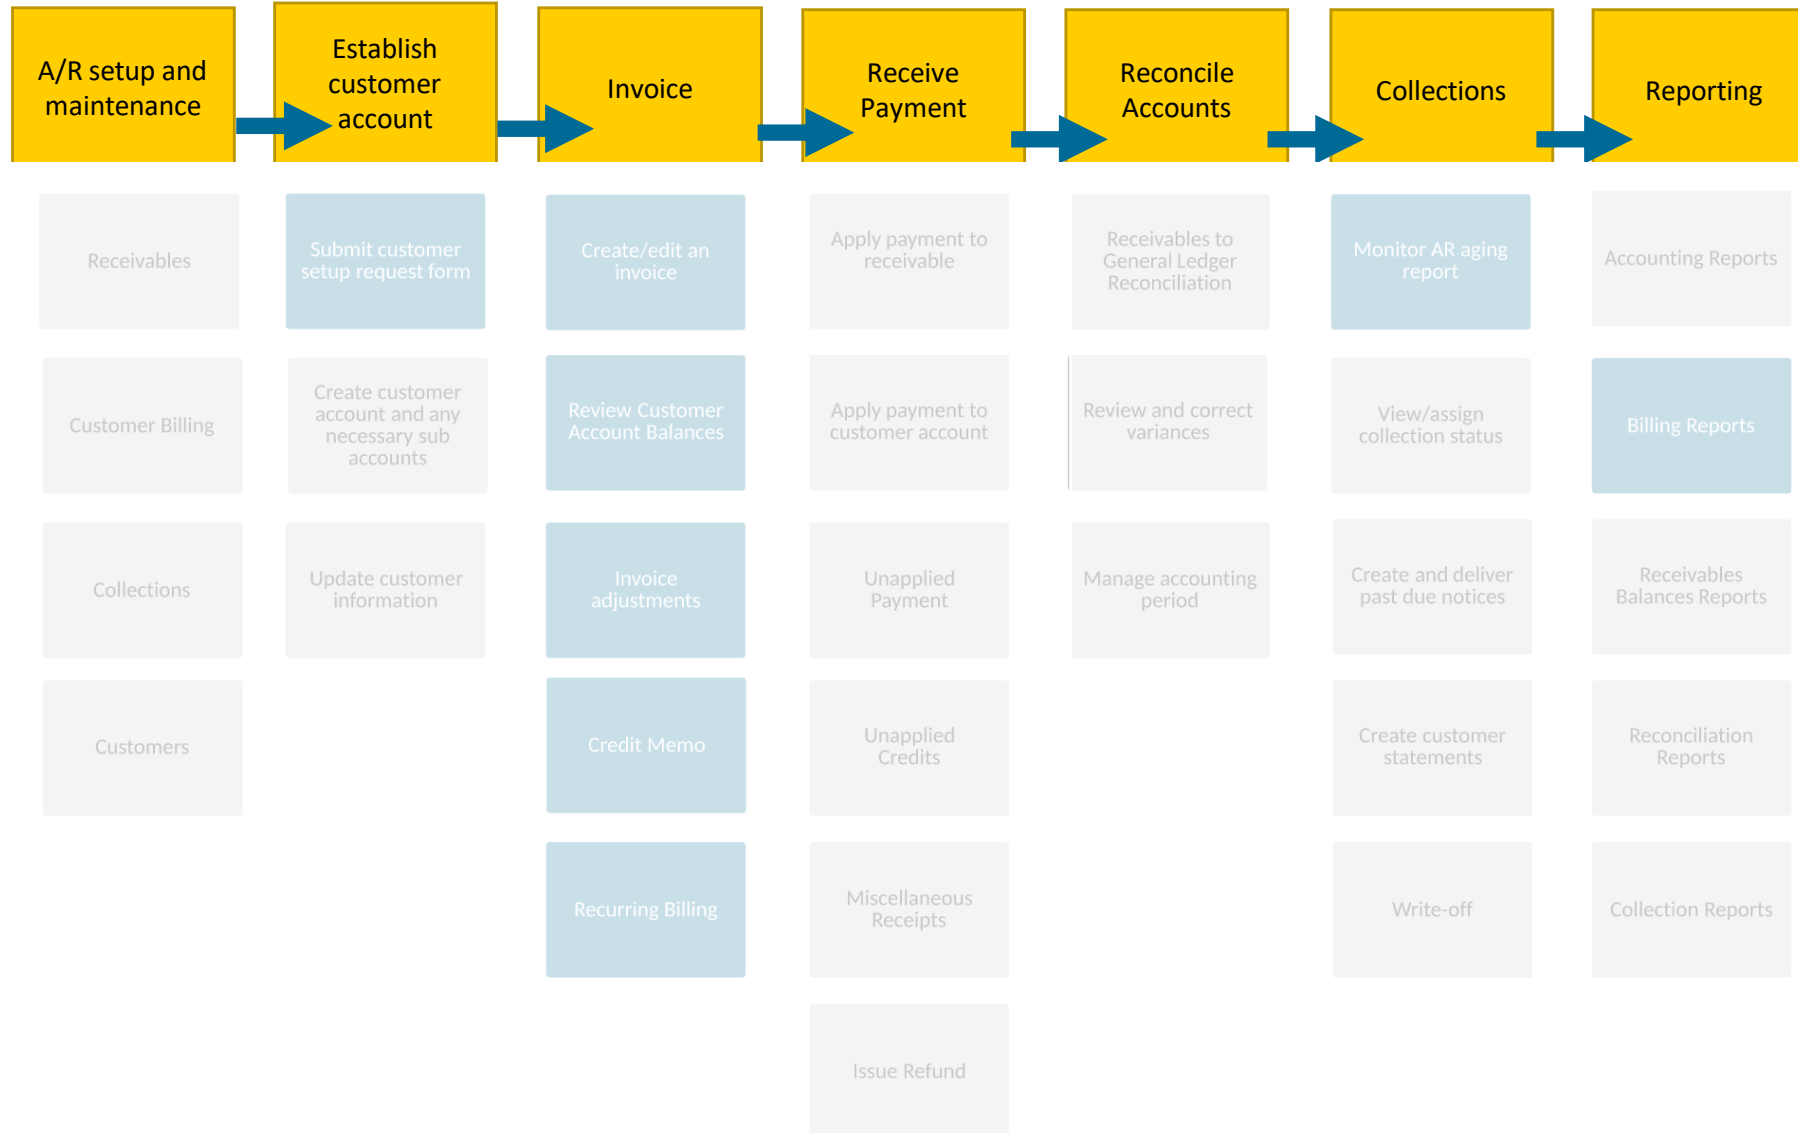 A/R setup and
maintenance
Establish
customer
account
Invoice
Receive
Payment
Reconcile
Accounts
Collections
Reporting
Receivables
Submit customer
setup request form
Create/edit an
invoice
Apply payment to
receivable
Receivables to
General Ledger
Reconciliation
Monitor AR aging
report
Accounting Reports
Customer Billing
Create customer
account and any
necessary sub
accounts
Review Customer
Account Balances
Apply payment to
customer account
Review and correct
variances
View/assign
collection status
Billing Reports
Collections
Update customer
information
Invoice
adjustments
Unapplied
Payment
Manage accounting
period
Create and deliver
past due notices
Receivables
Balances Reports
Customers
Credit Memo
Unapplied
Credits
Create customer
statements
Reconciliation
Reports
Recurring Billing
Miscellaneous
Receipts
Write-off
Collection Reports
Issue Refund